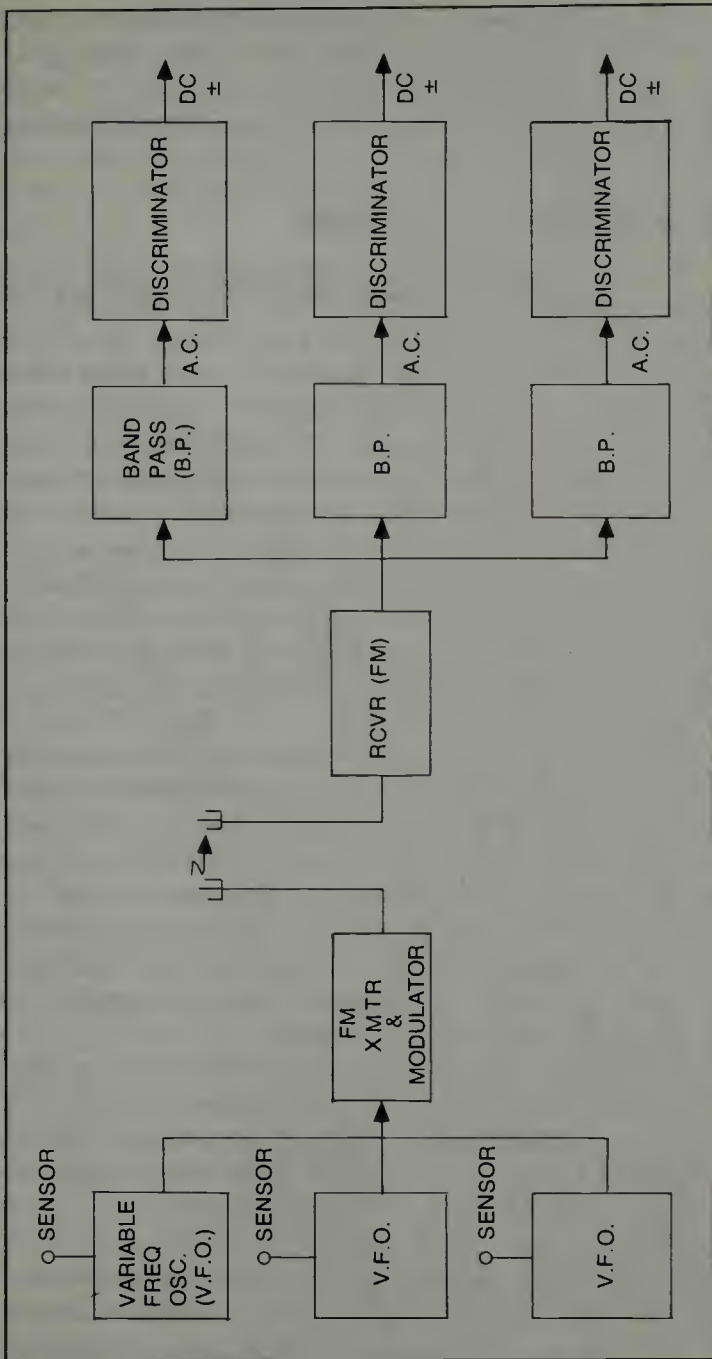 SENSOR
VARIABLE
FREQ
OSC.
(V.F.O.)
SENSOR
V.F.O.
SENSOR
V.F.O.
FM
XMTR
&
MODULATOR
RCVR (FM)
BAND
PASS
(B.P.)
A.C.
DISCRIMINATOR
DC
±
B.P.
A.C.
DISCRIMINATOR
DC
±
B.P.
A.C.
DISCRIMINATOR
DC
±